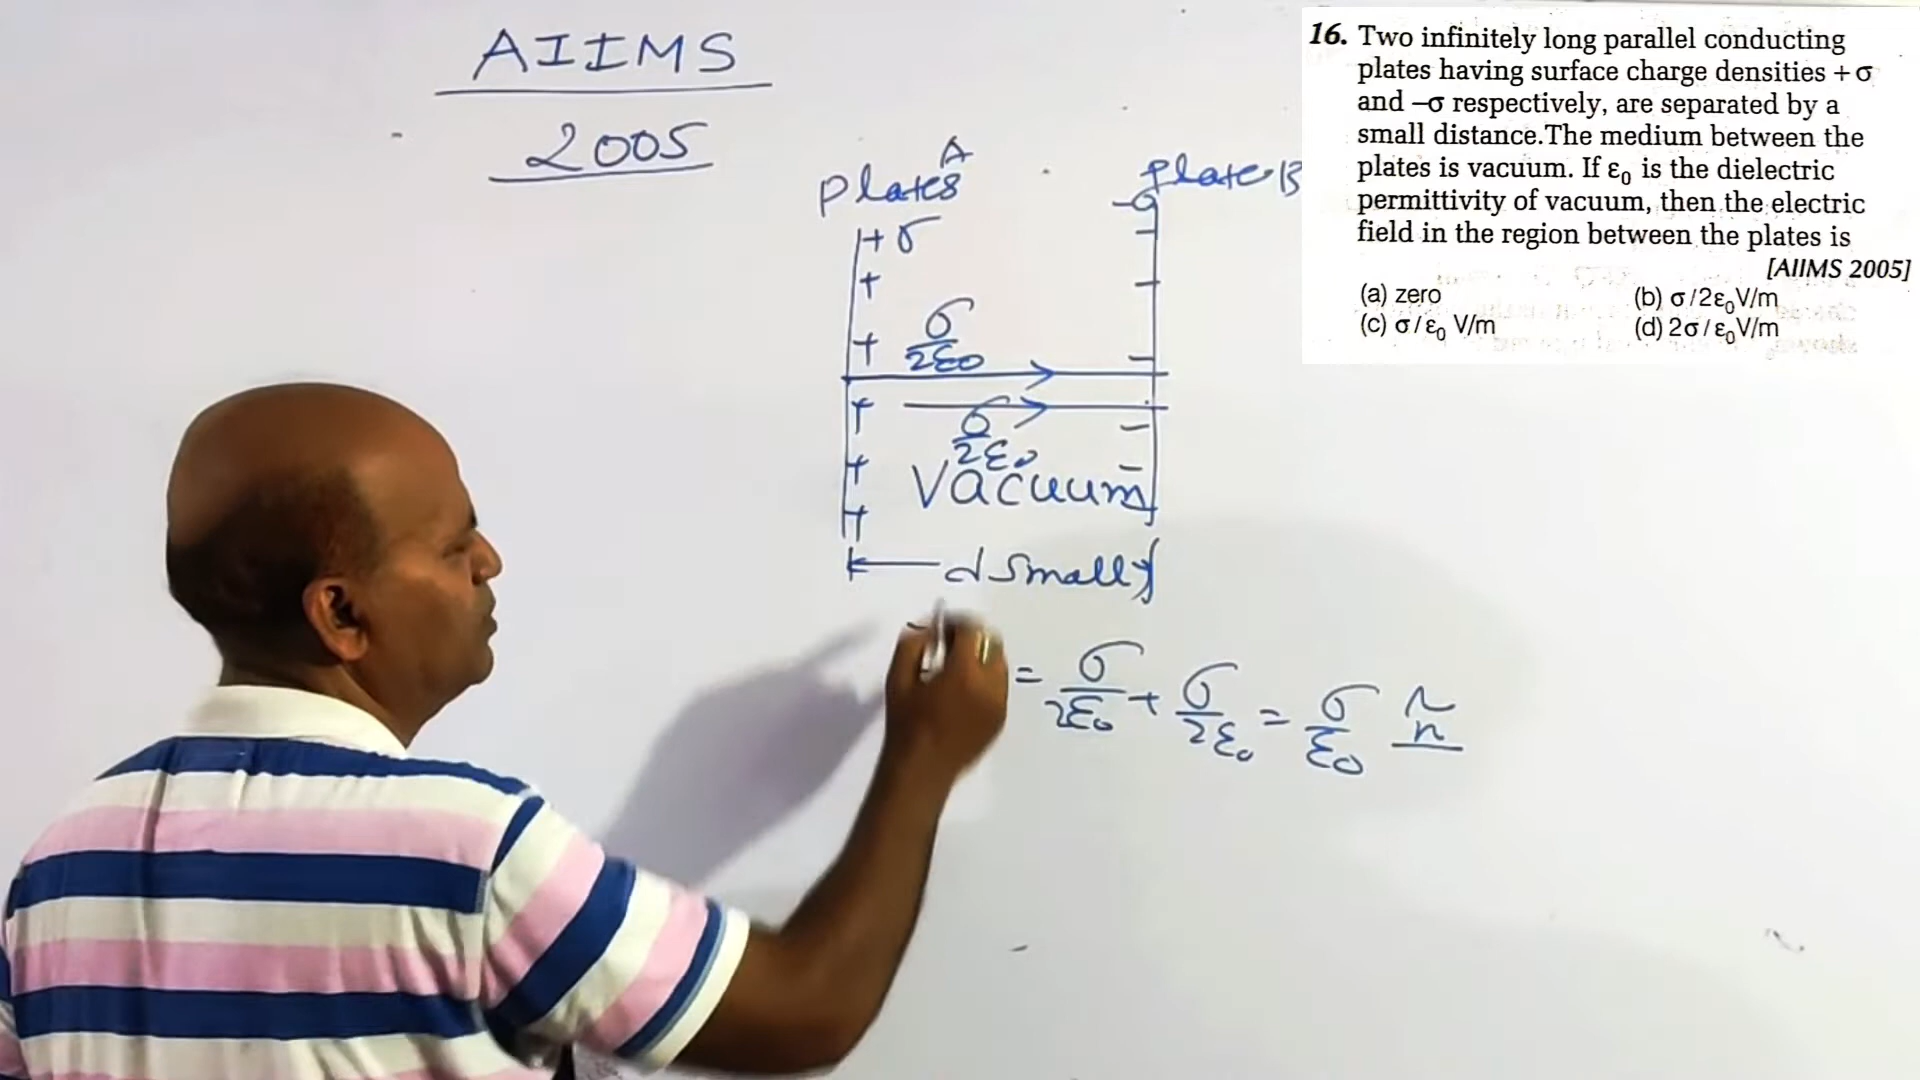 AIIMS
2005
16. Two infinitely long parallel conducting
plates having surface charge densities +σ
and –σ respectively, are separated by a
small distance.The medium between the
plates is vacuum. If ε₀ is the dielectric
permittivity of vacuum, then the electric
field in the region between the plates is
[AIIMS 2005]
(a) zero (b) σ/2ε₀V/m
(c) σ/ε₀ V/m (d) 2σ/ε₀V/m
plates A
plate B
+ σ
-σ
σ/2ε₀
σ/2ε₀
Vacuum
d small
= σ/2ε₀ + σ/2ε₀ = σ/ε₀